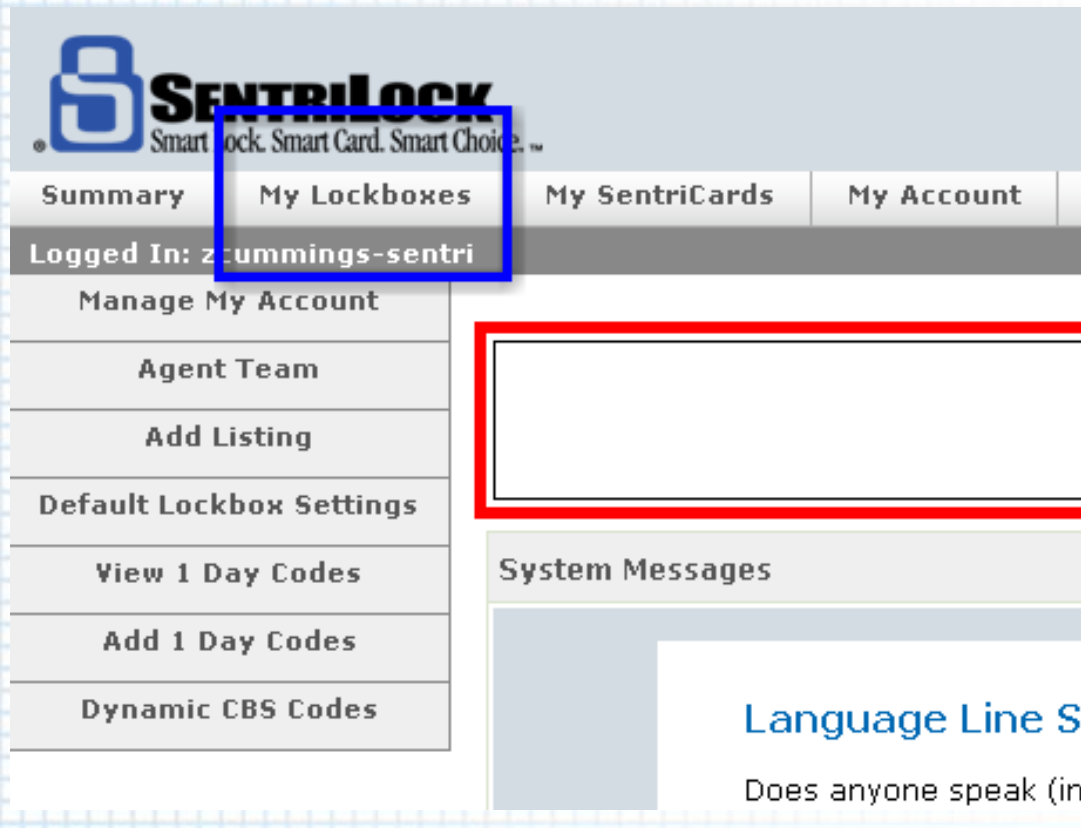 SENTRILOCK
Smart Lock. Smart Card. Smart Choice. ™
Summary My Lockboxes My SentriCards My Account
Logged In: zcummings-sentri
Manage My Account
Agent Team
Add Listing
Default Lockbox Settings
System Messages
View 1 Day Codes
Add 1 Day Codes
Dynamic CBS Codes
Language Line S
Does anyone speak (in